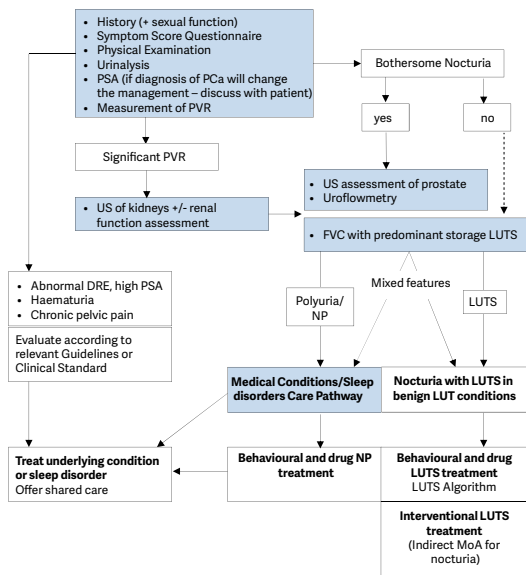 • History (+ sexual function)
• Symptom Score Questionnaire
• Physical Examination
• Urinalysis
• PSA (if diagnosis of PCa will change
the management – discuss with patient)
• Measurement of PVR
Bothersome Nocturia
yes
no
Significant PVR
• US assessment of prostate
• Uroflowmetry
• US of kidneys +/- renal
function assessment
• FVC with predominant storage LUTS
• Abnormal DRE, high PSA
• Haematuria
• Chronic pelvic pain
Evaluate according to
relevant Guidelines or
Clinical Standard
Mixed features
Polyuria/
NP
LUTS
Medical Conditions/Sleep
disorders Care Pathway
Nocturia with LUTS in
benign LUT conditions
Treat underlying condition
or sleep disorder
Offer shared care
Behavioural and drug NP
treatment
Behavioural and drug
LUTS treatment
LUTS Algorithm
Interventional LUTS
treatment
(Indirect MoA for
nocturia)